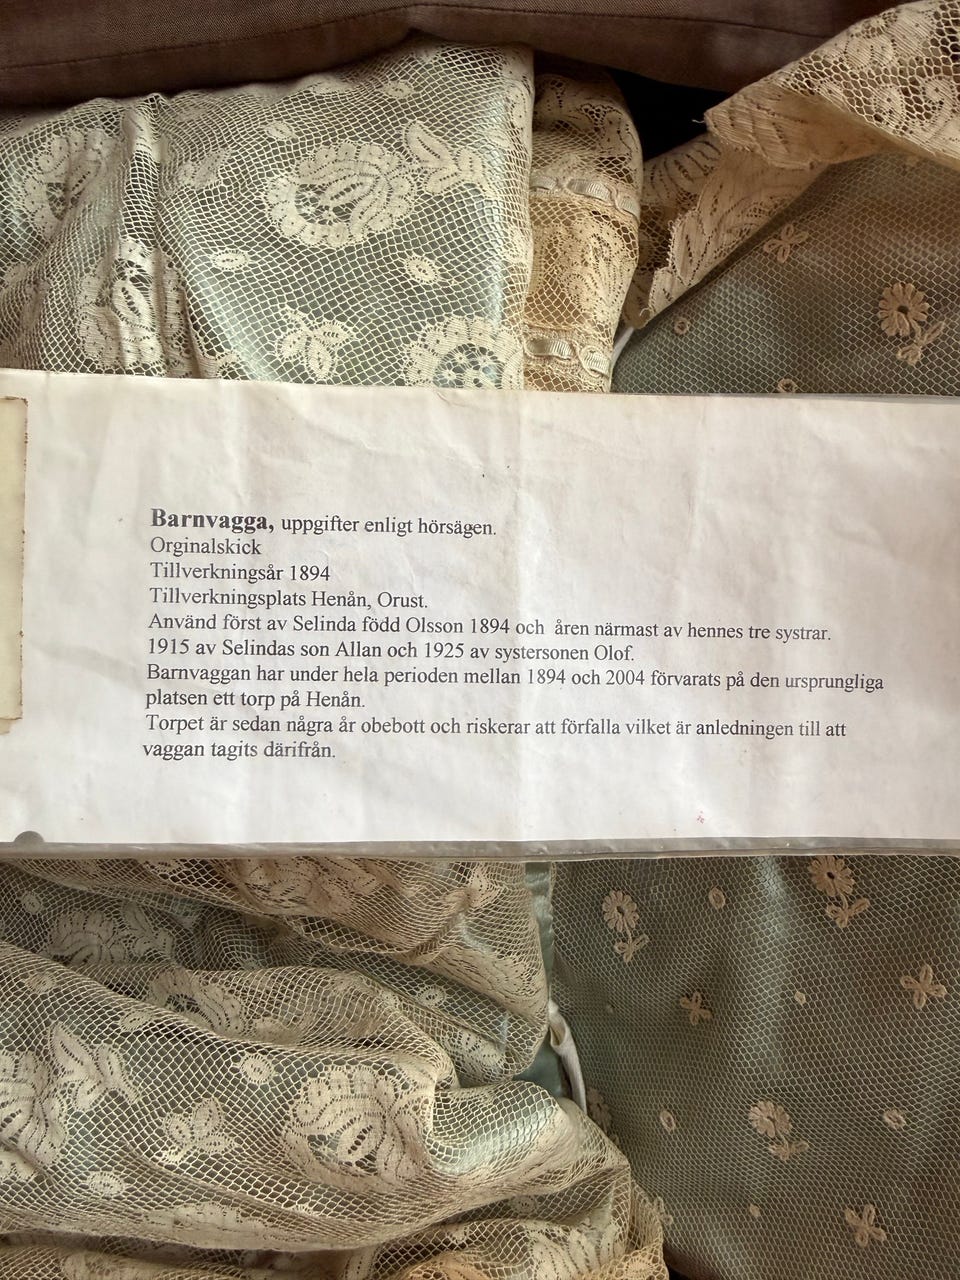 Barnvagga, uppgifter enligt hörsägen.
Orginalskick
Tillverkningsår 1894
Tillverkningsplats Henån, Orust.
Använd först av Selinda född Olsson 1894 och åren närmast av hennes tre systrar.
1915 av Selindas son Allan och 1925 av systersonen Olof.
Barnvaggan har under hela perioden mellan 1894 och 2004 förvarats på den ursprungliga
platsen ett torp på Henån.
Torpet är sedan några år obebott och riskerar att förfalla vilket är anledningen till att
vaggan tagits därifrån.